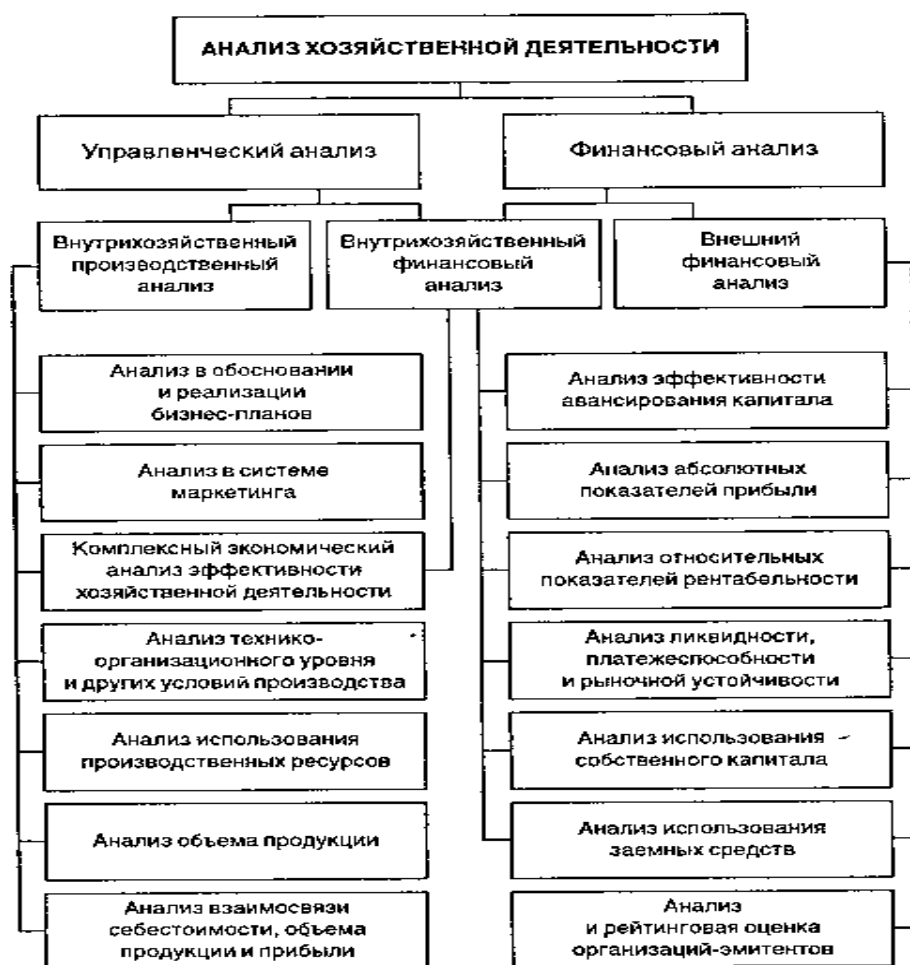 АНАЛИЗ ХОЗЯЙСТВЕННОЙ ДЕЯТЕЛЬНОСТИ
Управленческий анализ
Финансовый анализ
Внутрихозяйственный
производственный
анализ
Внутрихозяйственный
финансовый
анализ
Внешний
финансовый
анализ
Анализ в обосновании
и реализации
бизнес-планов
Анализ в системе
маркетинга
Комплексный экономический
анализ эффективности
хозяйственной деятельности
Анализ технико-
организационного уровня
и других условий производства
Анализ использования
производственных ресурсов
Анализ объема продукции
Анализ взаимосвязи
себестоимости, объема
продукции и прибыли
Анализ эффективности
авансирования капитала
Анализ абсолютных
показателей прибыли
Анализ относительных
показателей рентабельности
Анализ ликвидности,
платежеспособности
и рыночной устойчивости
Анализ использования
собственного капитала
Анализ использования
заемных средств
Анализ
и рейтинговая оценка
организаций-эмитентов